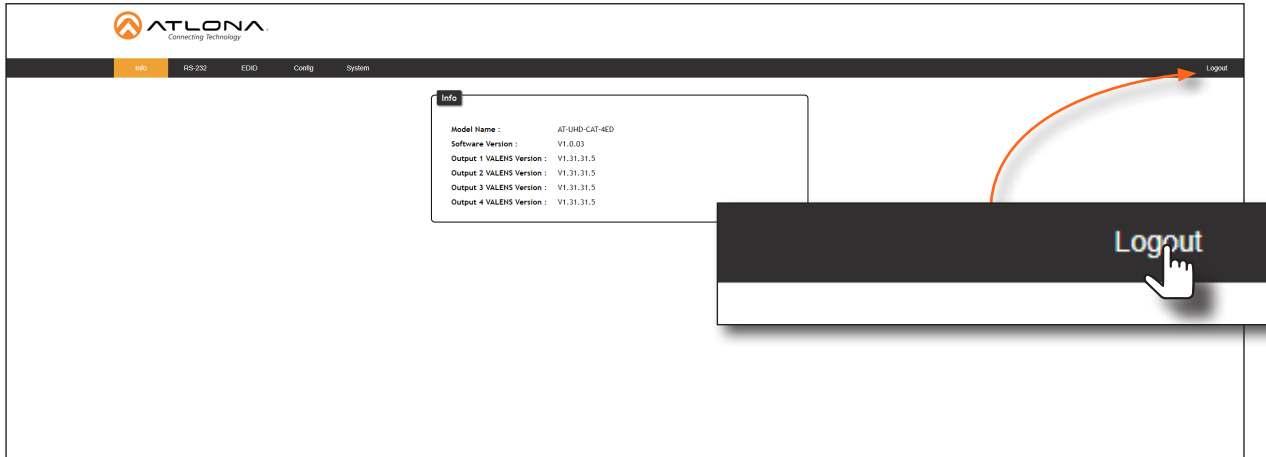 ATLONA.
Connecting Technology
Info RS-232 EDID Config System Logout
Info
Model Name : AT-UHD-CAT-4ED
Software Version : V1.0.03
Output 1 VALENS Version : V1.31.31.5
Output 2 VALENS Version : V1.31.31.5
Output 3 VALENS Version : V1.31.31.5
Output 4 VALENS Version : V1.31.31.5
Logout